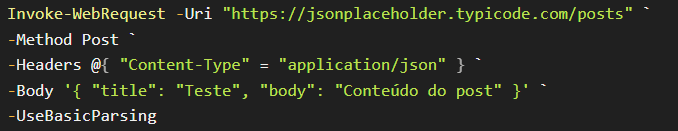 Invoke-WebRequest -Uri "https://jsonplaceholder.typicode.com/posts" `
-Method Post `
-Headers @{ "Content-Type" = "application/json" } `
-Body '{ "title": "Teste", "body": "Conteúdo do post" }' `
-UseBasicParsing